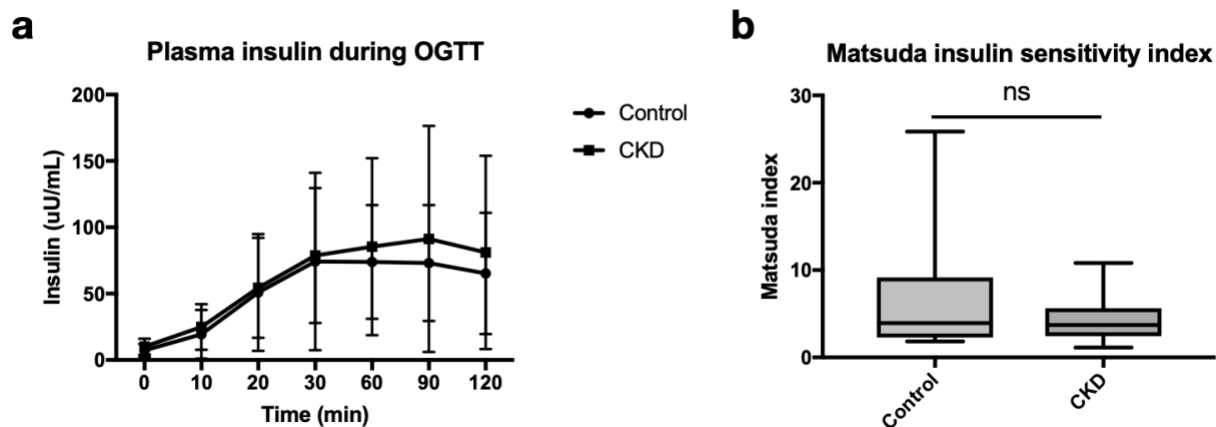 a
Plasma insulin during OGTT
200
150
100
50
0
Insulin (uU/mL)
0 10 20 30 60 90 120
Time (min)
Control
CKD
b
Matsuda insulin sensitivity index
ns
30
20
10
0
Matsuda index
Control
CKD